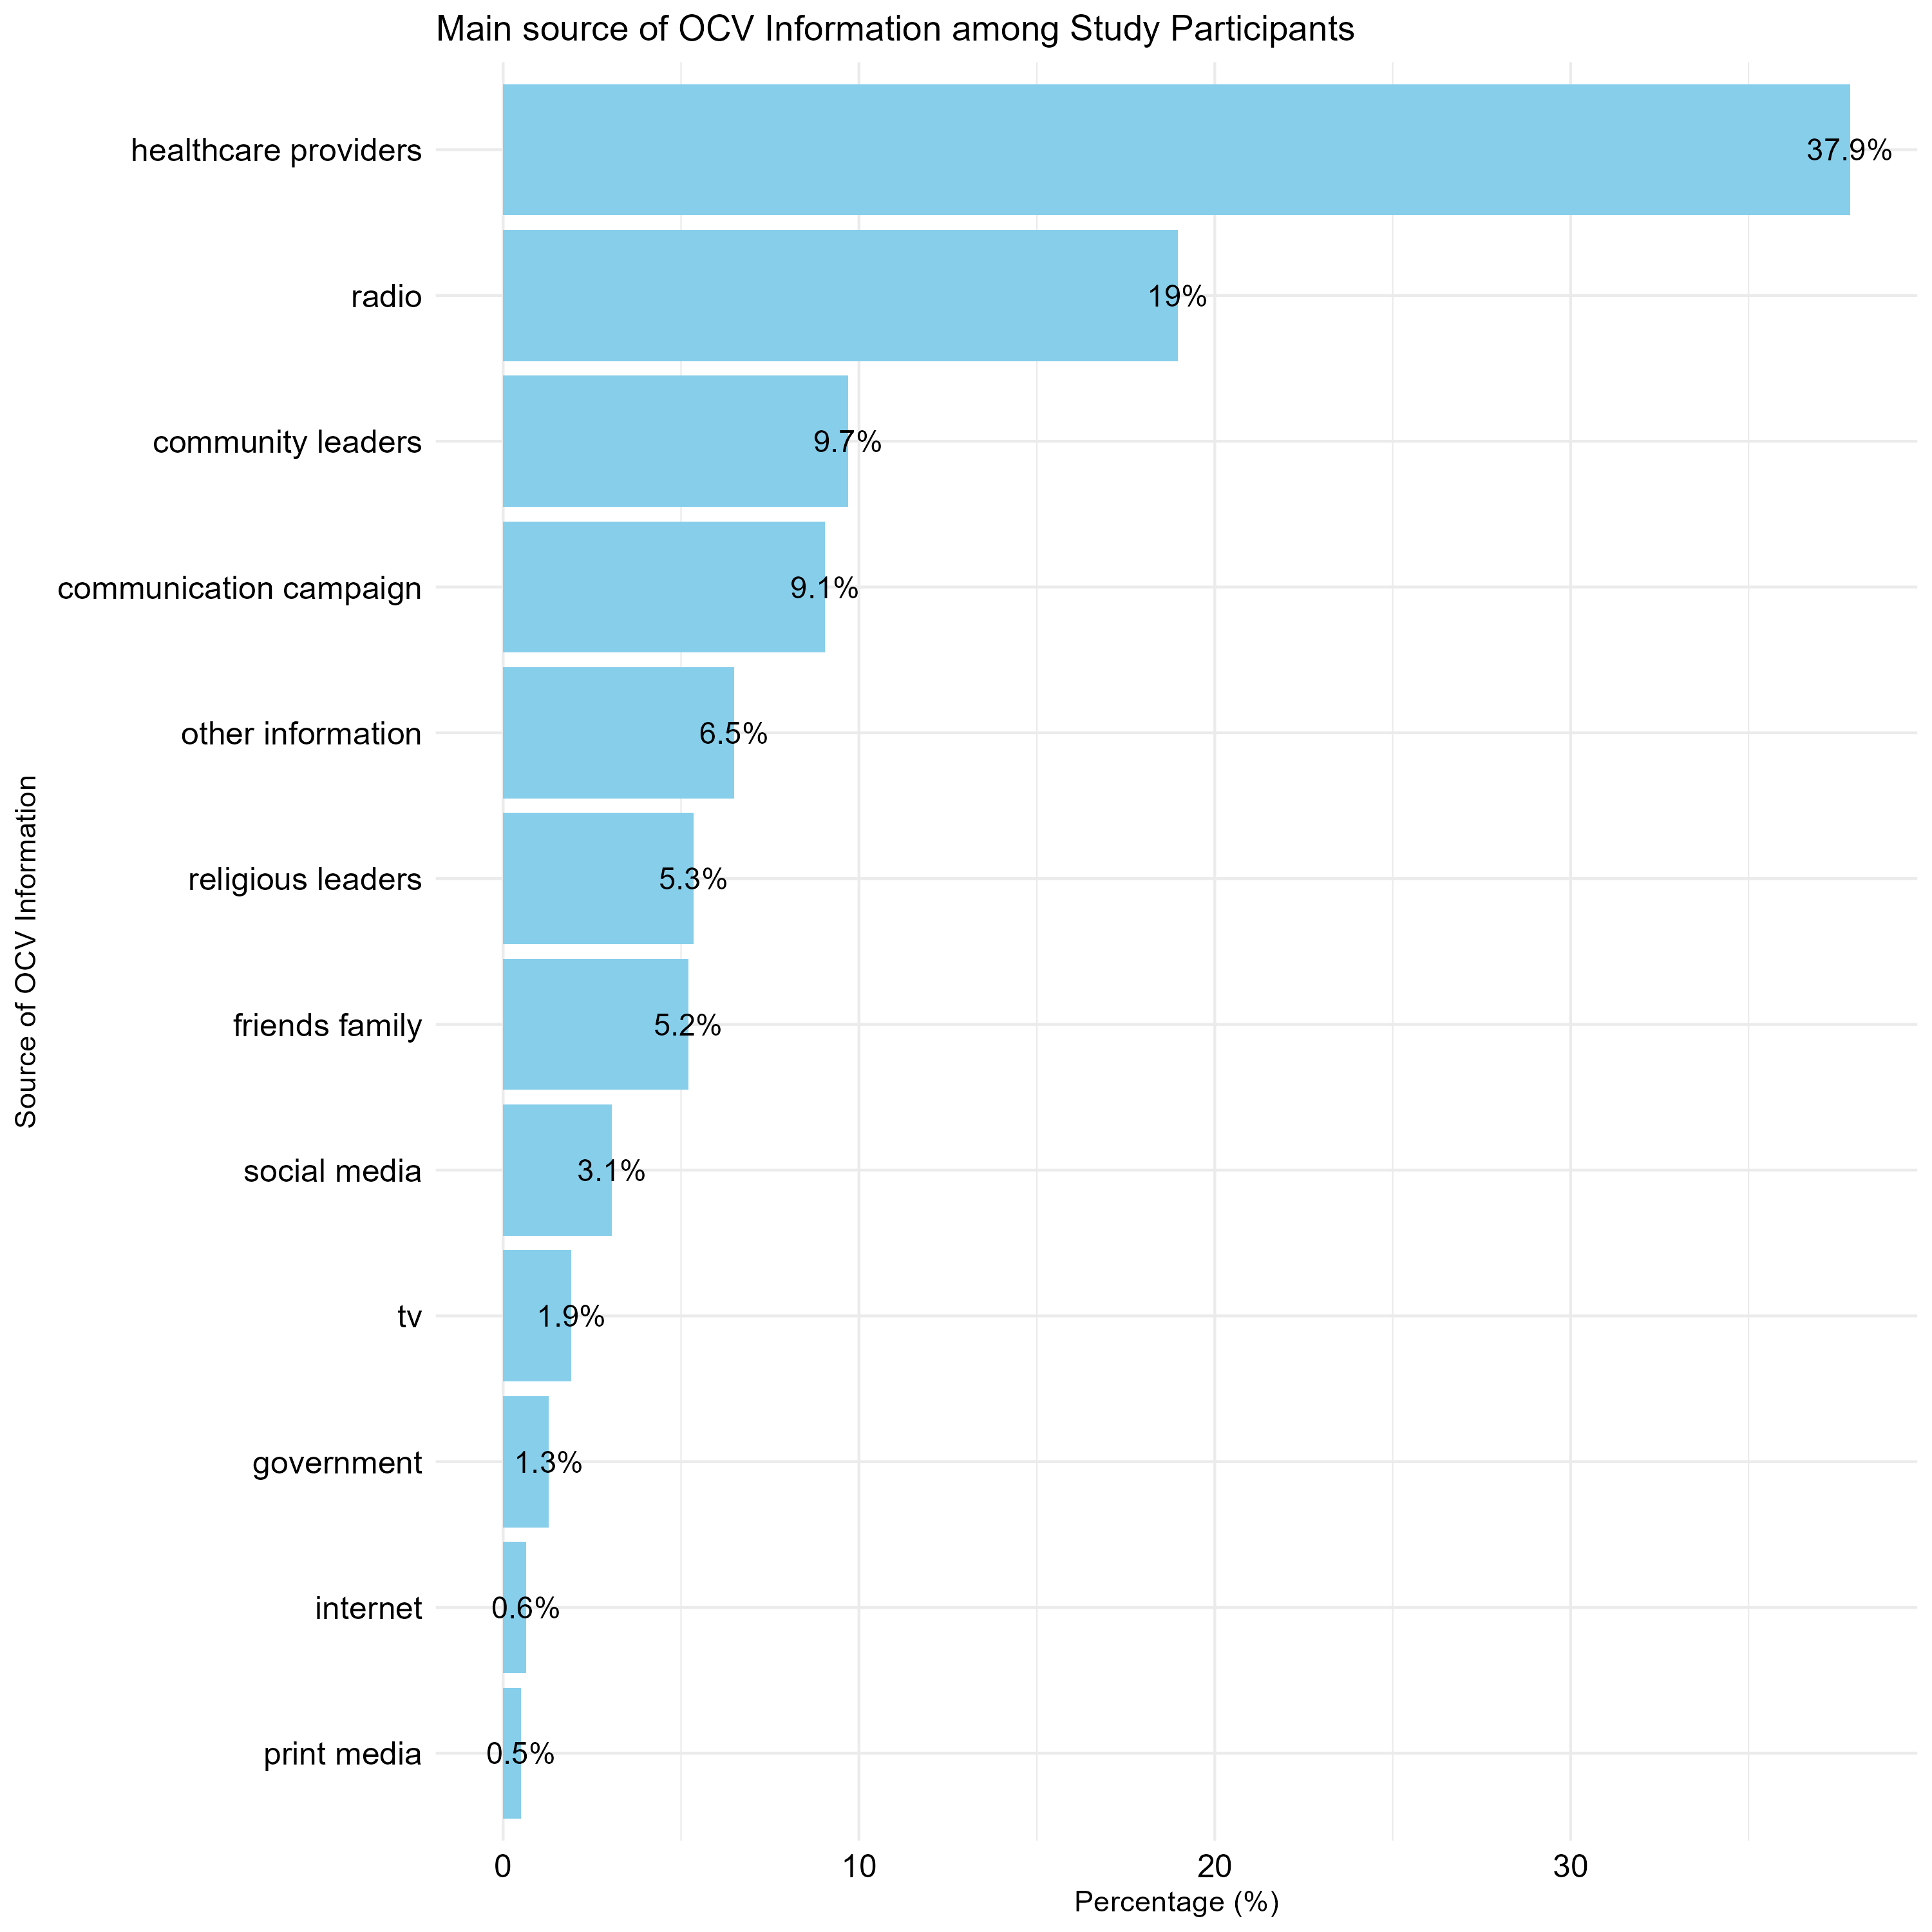 Main source of OCV Information among Study Participants
Source of OCV Information
healthcare providers 37.9%
radio 19%
community leaders 9.7%
communication campaign 9.1%
other information 6.5%
religious leaders 5.3%
friends family 5.2%
social media 3.1%
tv 1.9%
government 1.3%
internet 0.6%
print media 0.5%
0 10 20 30
Percentage (%)